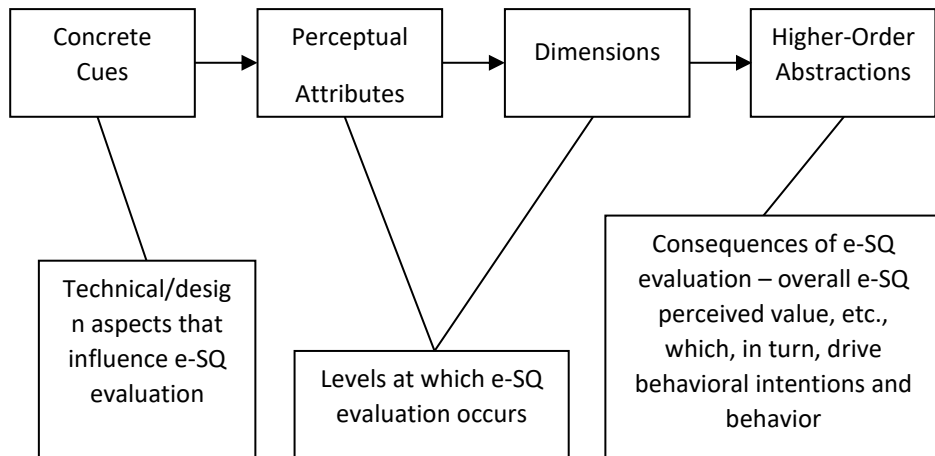 Concrete
Cues
Perceptual
Attributes
Dimensions
Higher-Order
Abstractions
Technical/desig
n aspects that
influence e-SQ
evaluation
Levels at which e-SQ
evaluation occurs
Consequences of e-SQ
evaluation – overall e-SQ
perceived value, etc.,
which, in turn, drive
behavioral intentions and
behavior